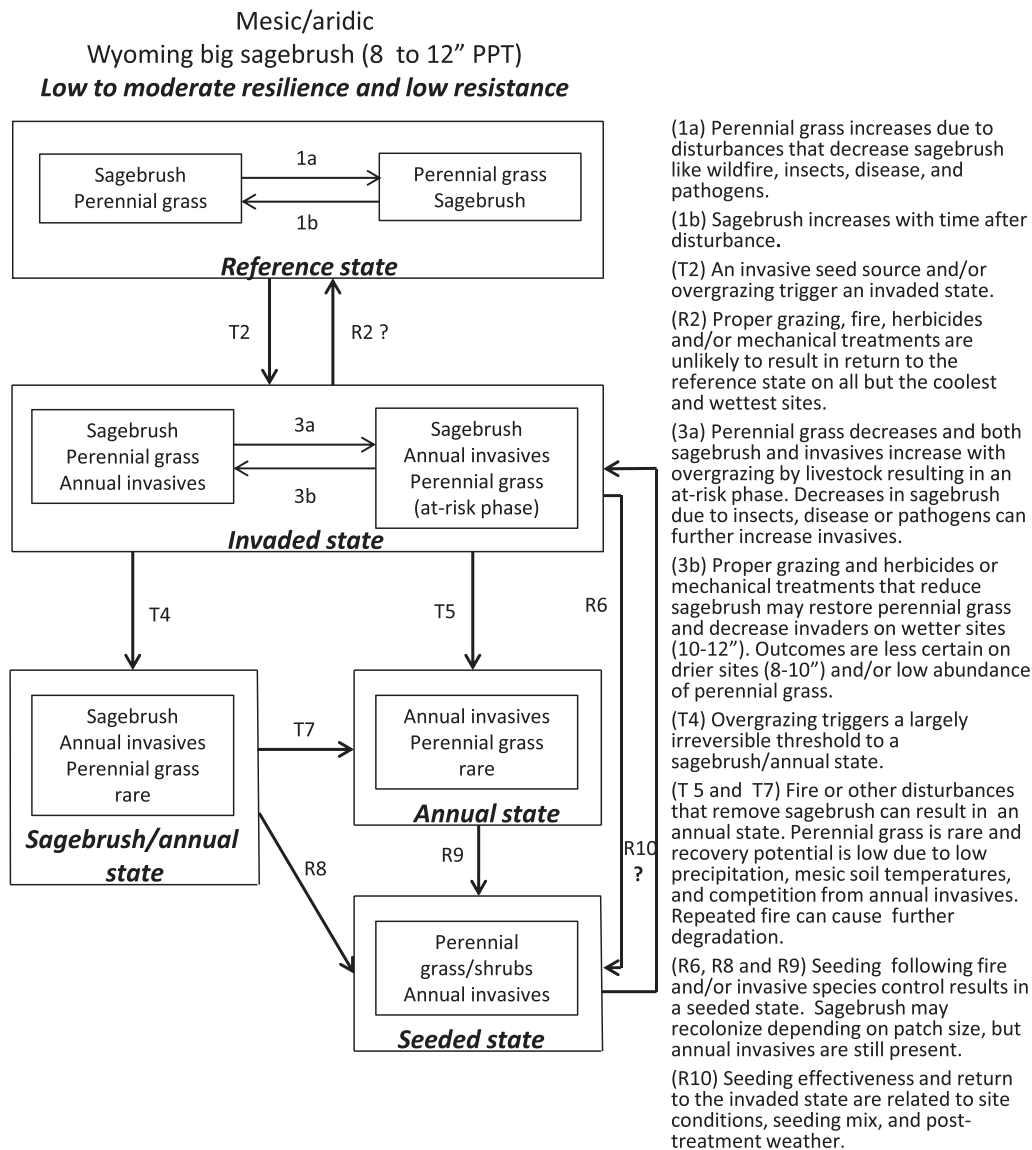 Mesic/aridic
Wyoming big sagebrush (8 to 12” PPT)
Low to moderate resilience and low resistance
Sagebrush
Perennial grass
1a
1b
Perennial grass
Sagebrush
Reference state
T2
R2 ?
Sagebrush
Perennial grass
Annual invasives
3a
3b
Sagebrush
Annual invasives
Perennial grass
(at-risk phase)
Invaded state
T4
T5
R6
Sagebrush
Annual invasives
Perennial grass
rare
Sagebrush/annual
state
T7
Annual invasives
Perennial grass
rare
Annual state
R8
R9
R10
?
Perennial
grass/shrubs
Annual invasives
Seeded state
(1a) Perennial grass increases due to
disturbances that decrease sagebrush
like wildfire, insects, disease, and
pathogens.
(1b) Sagebrush increases with time after
disturbance.
(T2) An invasive seed source and/or
overgrazing trigger an invaded state.
(R2) Proper grazing, fire, herbicides
and/or mechanical treatments are
unlikely to result in return to the
reference state on all but the coolest
and wettest sites.
(3a) Perennial grass decreases and both
sagebrush and invasives increase with
overgrazing by livestock resulting in an
at-risk phase. Decreases in sagebrush
due to insects, disease or pathogens can
further increase invasives.
(3b) Proper grazing and herbicides or
mechanical treatments that reduce
sagebrush may restore perennial grass
and decrease invaders on wetter sites
(10-12”). Outcomes are less certain on
drier sites (8-10”) and/or low abundance
of perennial grass.
(T4) Overgrazing triggers a largely
irreversible threshold to a
sagebrush/annual state.
(T 5 and T7) Fire or other disturbances
that remove sagebrush can result in an
annual state. Perennial grass is rare and
recovery potential is low due to low
precipitation, mesic soil temperatures,
and competition from annual invasives.
Repeated fire can cause further
degradation.
(R6, R8 and R9) Seeding following fire
and/or invasive species control results in
a seeded state. Sagebrush may
recolonize depending on patch size, but
annual invasives are still present.
(R10) Seeding effectiveness and return
to the invaded state are related to site
conditions, seeding mix, and post-
treatment weather.